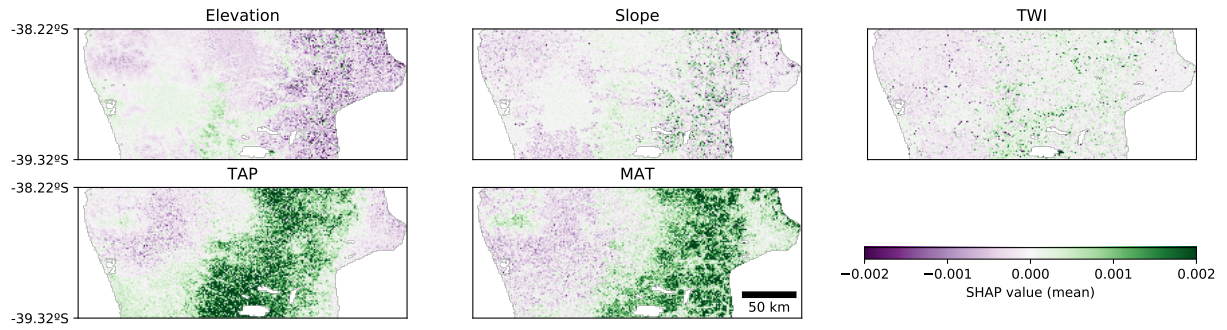 Elevation
Slope
TWI
-38.22ºS
-39.32ºS
TAP
MAT
-38.22ºS
-39.32ºS
50 km
−0.002 −0.001 0.000 0.001 0.002
SHAP value (mean)